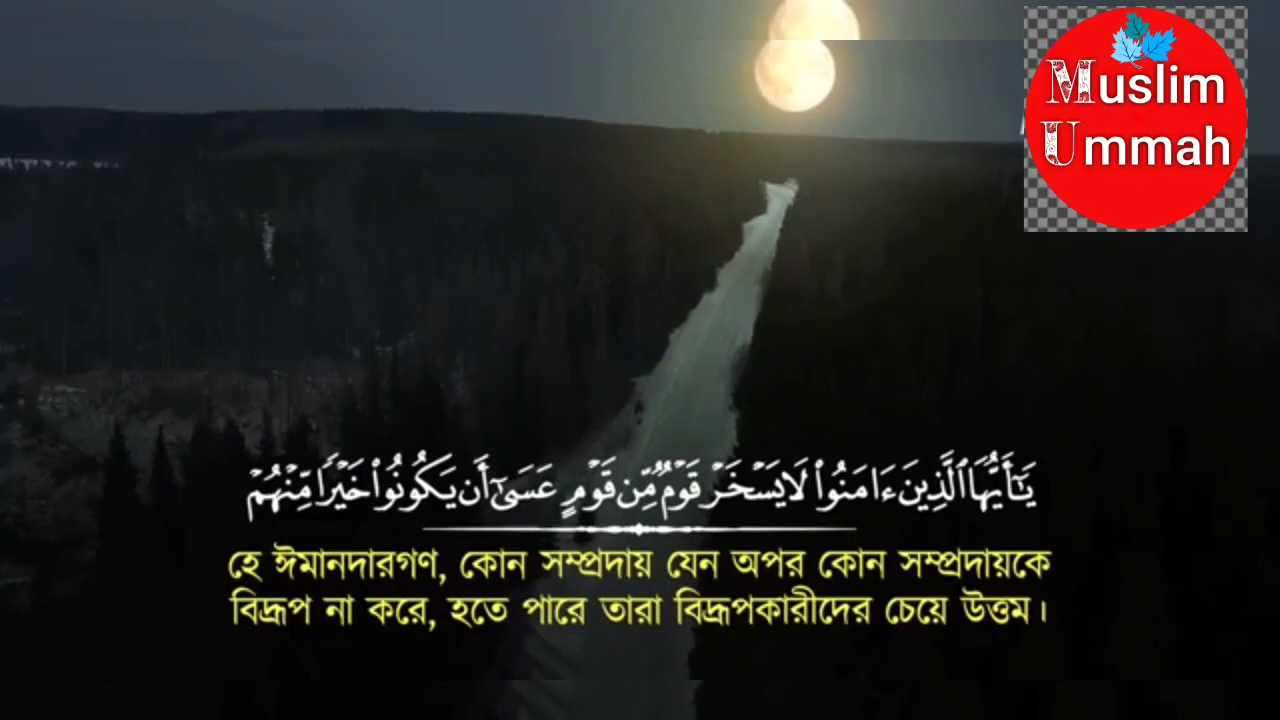 Muslim
Ummah
يَٰٓأَيُّهَا ٱلَّذِينَ ءَامَنُوا۟ لَا يَسْخَرْ قَوْمٌ مِّن قَوْمٍ عَسَىٰٓ أَن يَكُونُوا۟ خَيْرًا مِّنْهُمْ
হে ঈমানদারগণ, কোন সম্প্রদায় যেন অপর কোন সম্প্রদায়কে
বিদ্রূপ না করে, হতে পারে তারা বিদ্রূপকারীদের চেয়ে উত্তম।